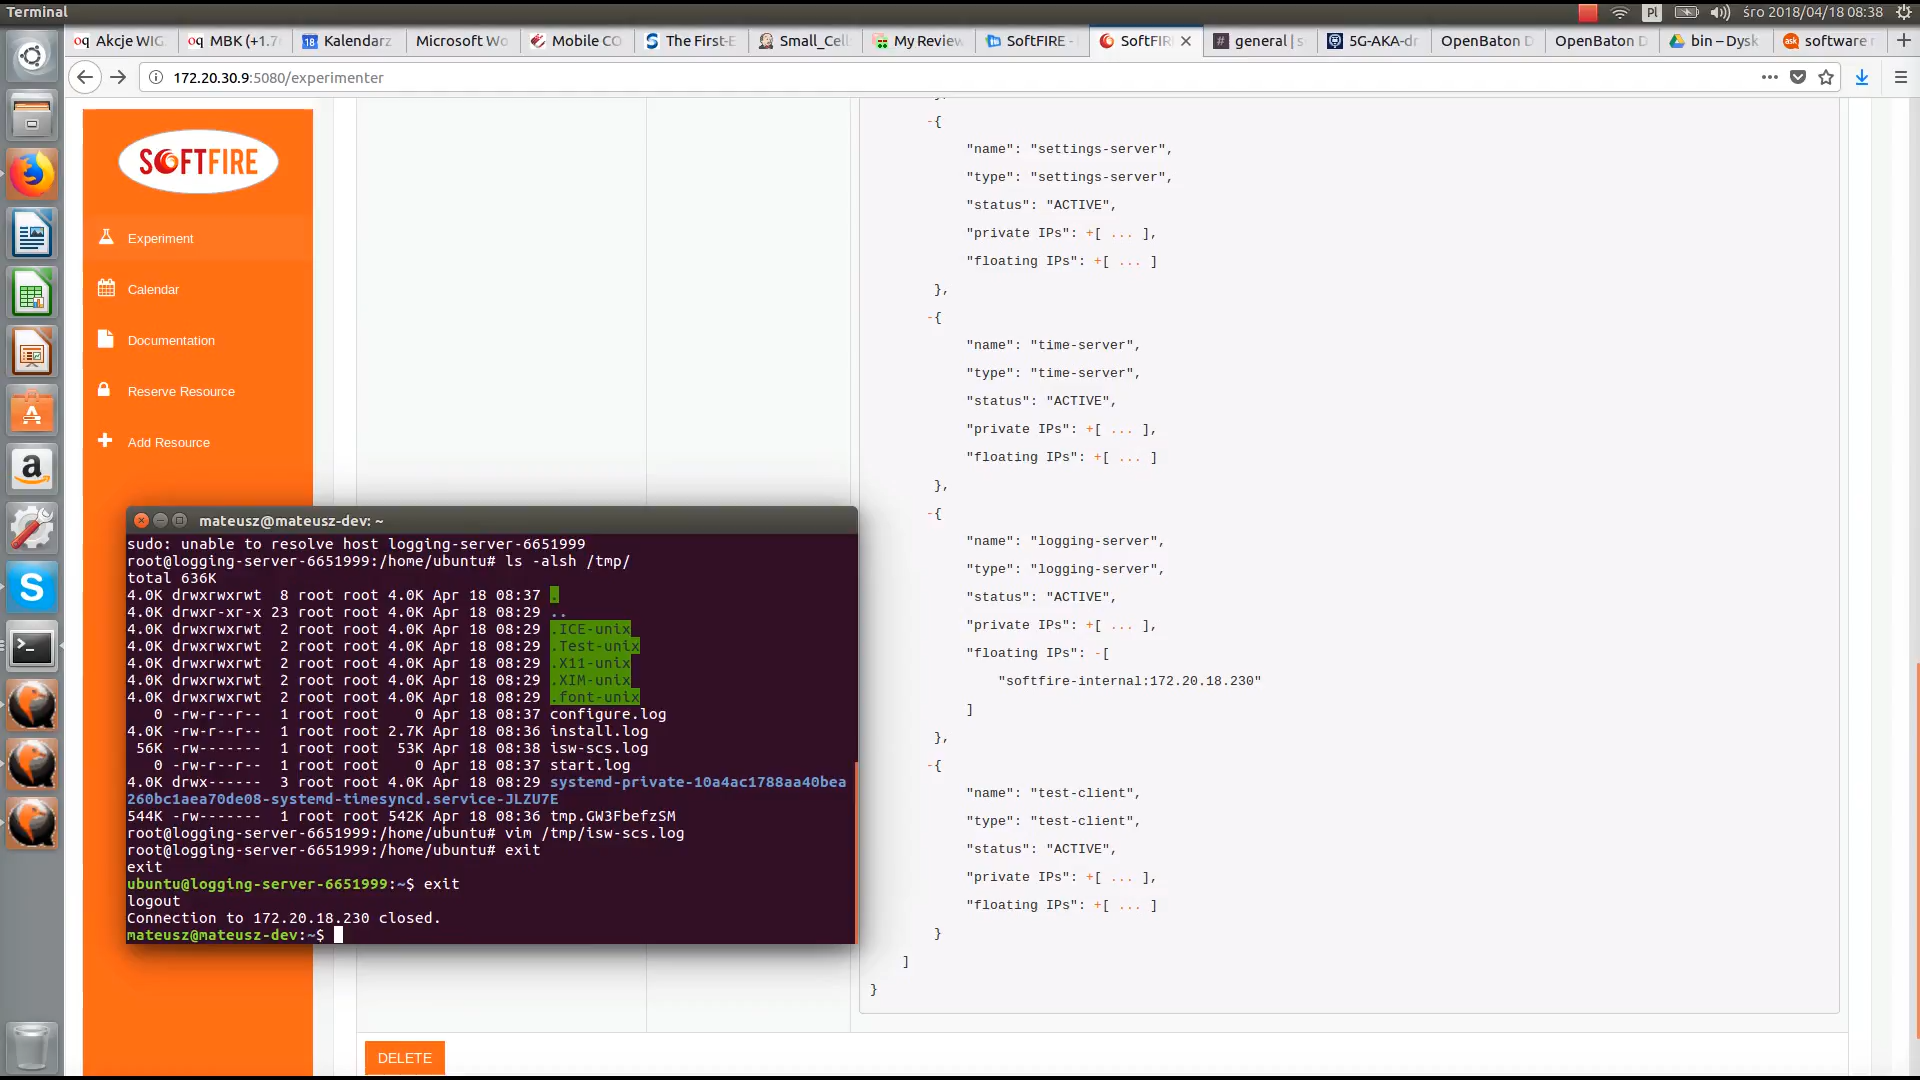 Terminal
Pl
śro 2018/04/18 08:38
Akcje WIG
MBK (+1.7
Kalendarz
Microsoft Wo
Mobile CO
The First-E
Small_Cell
My Review
SoftFIRE -
SoftFIR
general | s
5G-AKA-dr
OpenBaton D
OpenBaton D
bin – Dysk
software r
172.20.30.9:5080/experimenter
SOFTFIRE
Experiment
Calendar
Documentation
Reserve Resource
Add Resource
},
-{
"name": "settings-server",
"type": "settings-server",
"status": "ACTIVE",
"private IPs": +[ ... ],
"floating IPs": +[ ... ]
},
-{
"name": "time-server",
"type": "time-server",
"status": "ACTIVE",
"private IPs": +[ ... ],
"floating IPs": +[ ... ]
},
-{
"name": "logging-server",
"type": "logging-server",
"status": "ACTIVE",
"private IPs": +[ ... ],
"floating IPs": -[
"softfire-internal:172.20.18.230"
]
},
-{
"name": "test-client",
"type": "test-client",
"status": "ACTIVE",
"private IPs": +[ ... ],
"floating IPs": +[ ... ]
}
]
}
DELETE
mateusz@mateusz-dev: ~
sudo: unable to resolve host logging-server-6651999
root@logging-server-6651999:/home/ubuntu# ls -alsh /tmp/
total 636K
4.0K drwxrwxrwt  8 root root 4.0K Apr 18 08:37 .
4.0K drwxr-xr-x 23 root root 4.0K Apr 18 08:29 ..
4.0K drwxrwxrwt  2 root root 4.0K Apr 18 08:29 .ICE-unix
4.0K drwxrwxrwt  2 root root 4.0K Apr 18 08:29 .Test-unix
4.0K drwxrwxrwt  2 root root 4.0K Apr 18 08:29 .X11-unix
4.0K drwxrwxrwt  2 root root 4.0K Apr 18 08:29 .XIM-unix
4.0K drwxrwxrwt  2 root root 4.0K Apr 18 08:29 .font-unix
0 -rw-r--r--  1 root root    0 Apr 18 08:37 configure.log
4.0K -rw-r--r--  1 root root 2.7K Apr 18 08:36 install.log
56K -rw-------  1 root root  53K Apr 18 08:38 isw-scs.log
0 -rw-r--r--  1 root root    0 Apr 18 08:37 start.log
4.0K drwx------  3 root root 4.0K Apr 18 08:29 systemd-private-10a4ac1788aa40bea
260bc1aea70de08-systemd-timesyncd.service-JLZU7E
544K -rw-------  1 root root 542K Apr 18 08:36 tmp.GW3FbefzSM
root@logging-server-6651999:/home/ubuntu# vim /tmp/isw-scs.log
root@logging-server-6651999:/home/ubuntu# exit
exit
ubuntu@logging-server-6651999:~$ exit
logout
Connection to 172.20.18.230 closed.
mateusz@mateusz-dev:~$